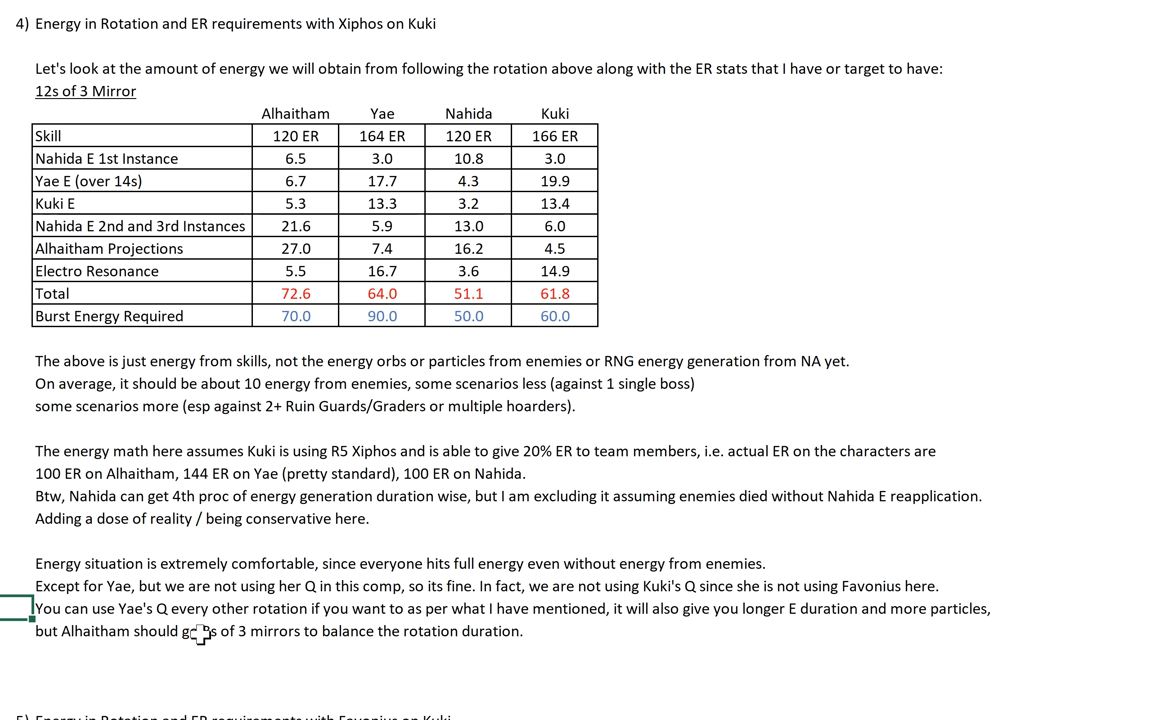 4) Energy in Rotation and ER requirements with Xiphos on Kuki
Let's look at the amount of energy we will obtain from following the rotation above along with the ER stats that I have or target to have:
12s of 3 Mirror
Alhaitham Yae Nahida Kuki
Skill 120 ER 164 ER 120 ER 166 ER
Nahida E 1st Instance 6.5 3.0 10.8 3.0
Yae E (over 14s) 6.7 17.7 4.3 19.9
Kuki E 5.3 13.3 3.2 13.4
Nahida E 2nd and 3rd Instances 21.6 5.9 13.0 6.0
Alhaitham Projections 27.0 7.4 16.2 4.5
Electro Resonance 5.5 16.7 3.6 14.9
Total 72.6 64.0 51.1 61.8
Burst Energy Required 70.0 90.0 50.0 60.0
The above is just energy from skills, not the energy orbs or particles from enemies or RNG energy generation from NA yet.
On average, it should be about 10 energy from enemies, some scenarios less (against 1 single boss)
some scenarios more (esp against 2+ Ruin Guards/Graders or multiple hoarders).
The energy math here assumes Kuki is using R5 Xiphos and is able to give 20% ER to team members, i.e. actual ER on the characters are
100 ER on Alhaitham, 144 ER on Yae (pretty standard), 100 ER on Nahida.
Btw, Nahida can get 4th proc of energy generation duration wise, but I am excluding it assuming enemies died without Nahida E reapplication.
Adding a dose of reality / being conservative here.
Energy situation is extremely comfortable, since everyone hits full energy even without energy from enemies.
Except for Yae, but we are not using her Q in this comp, so its fine. In fact, we are not using Kuki's Q since she is not using Favonius here.
You can use Yae's Q every other rotation if you want to as per what I have mentioned, it will also give you longer E duration and more particles,
but Alhaitham should of 3 mirrors to balance the rotation duration.
5) Energy in Rotation and ER requirements with Favonius on Kuki